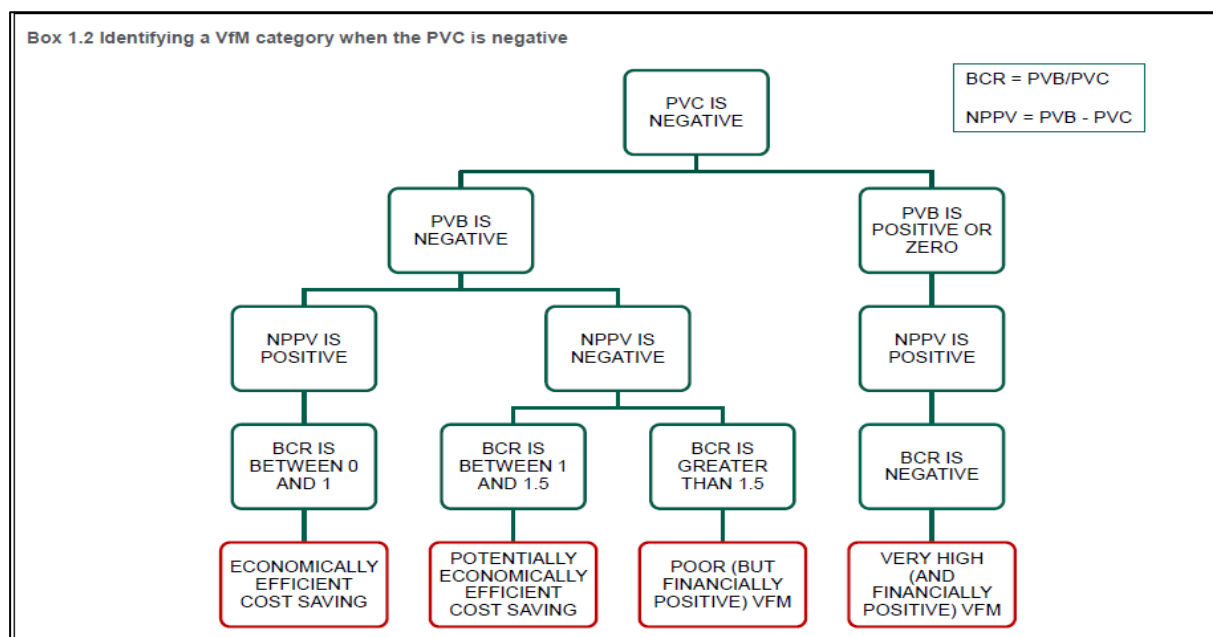 Box 1.2 Identifying a VfM category when the PVC is negative
BCR = PVB/PVC
NPPV = PVB - PVC
PVC IS
NEGATIVE
PVB IS
NEGATIVE
PVB IS
POSITIVE OR
ZERO
NPPV IS
POSITIVE
NPPV IS
NEGATIVE
NPPV IS
POSITIVE
BCR IS
BETWEEN 0
AND 1
BCR IS
BETWEEN 1
AND 1.5
BCR IS
GREATER
THAN 1.5
BCR IS
NEGATIVE
ECONOMICALLY
EFFICIENT
COST SAVING
POTENTIALLY
ECONOMICALLY
EFFICIENT
COST SAVING
POOR (BUT
FINANCIALLY
POSITIVE) VFM
VERY HIGH
(AND
FINANCIALLY
POSITIVE) VFM